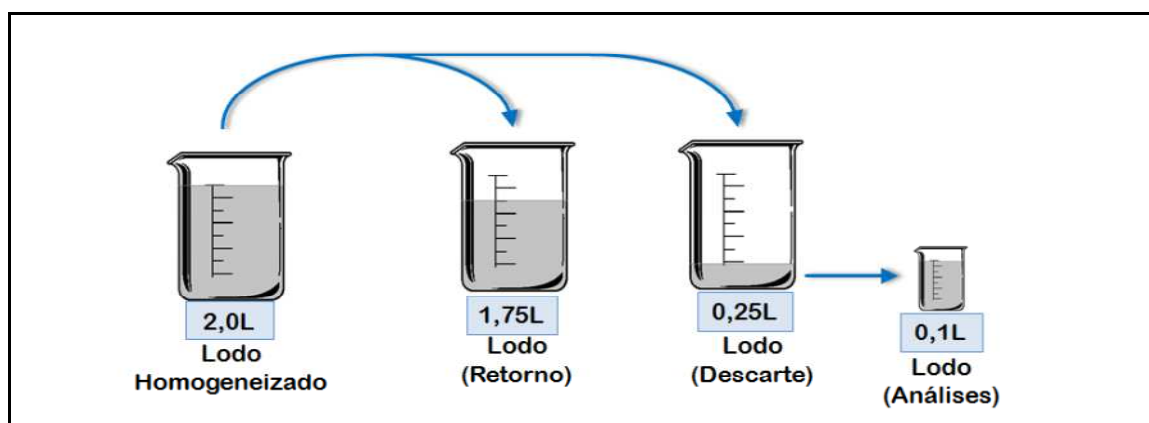 2,0L
Lodo
Homogeneizado
1,75L
Lodo
(Retorno)
0,25L
Lodo
(Descarte)
0,1L
Lodo
(Análises)